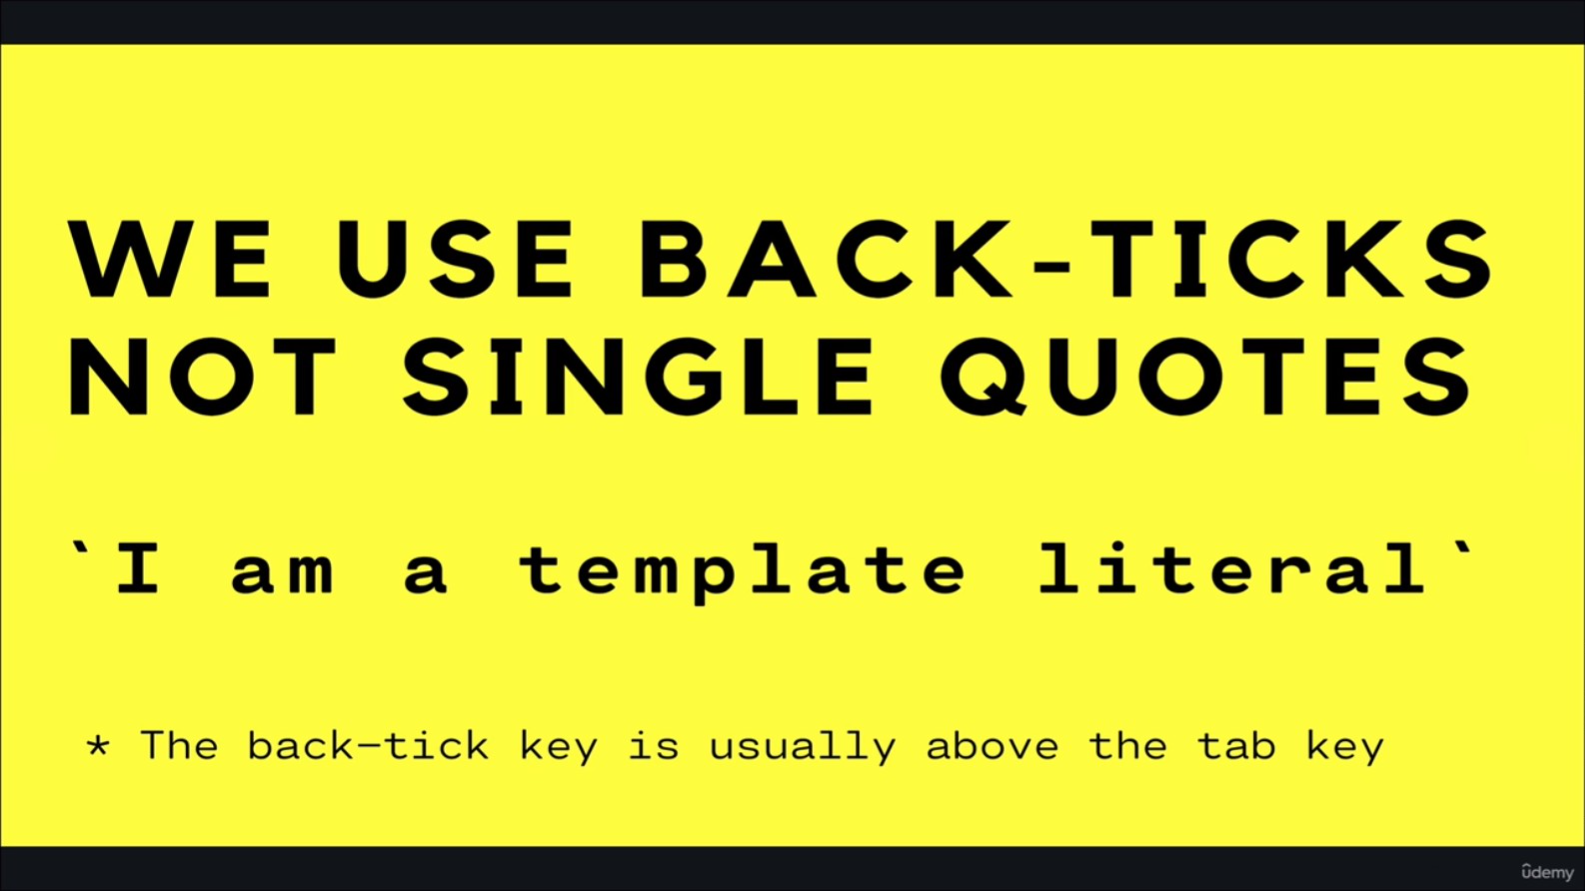 WE USE BACK-TICKS
NOT SINGLE QUOTES
`I am a template literal`
* The back-tick key is usually above the tab key
ûdemy